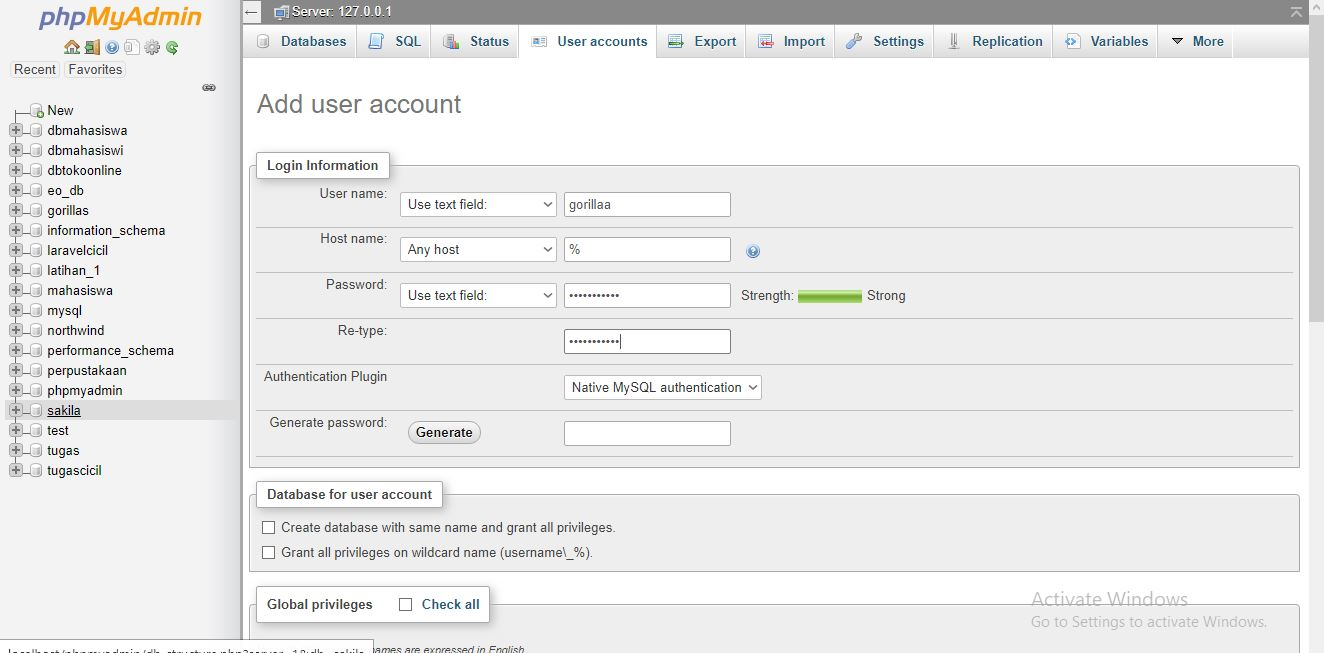 phpMyAdmin
Recent Favorites
New
dbmahasiswa
dbmahasiswi
dbtokoonline
eo_db
gorillas
information_schema
laravelcicil
latihan_1
mahasiswa
mysql
northwind
performance_schema
perpustakaan
phpmyadmin
sakila
test
tugas
tugascicil
Server: 127.0.0.1
Databases SQL Status User accounts Export Import Settings Replication Variables More
Add user account
Login Information
User name: Use text field: gorillaa
Host name: Any host %
Password: Use text field: ••••••••••• Strength: Strong
Re-type: •••••••••••
Authentication Plugin Native MySQL authentication
Generate password: Generate
Database for user account
Create database with same name and grant all privileges.
Grant all privileges on wildcard name (username\_%).
Global privileges Check all
names are expressed in English
Activate Windows
Go to Settings to activate Windows.